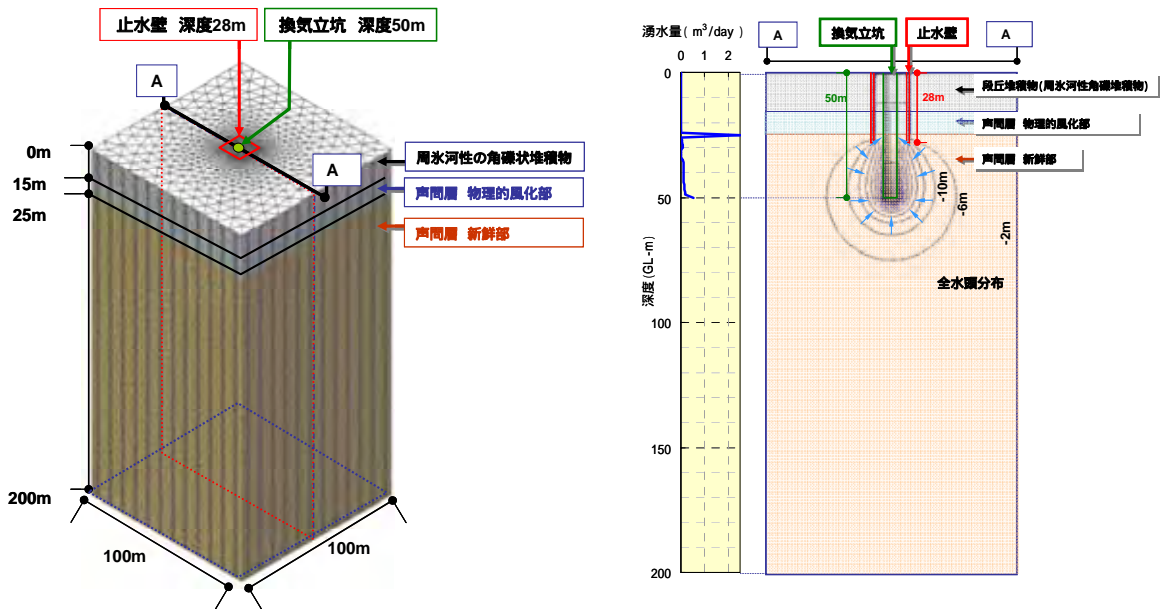 止水壁 深度28m
換気立坑 深度50m
A
A
0m
15m
25m
200m
100m
100m
周氷河性の角礫状堆積物
声問層 物理的風化部
声問層 新鮮部
湧水量( m³/day)
0 1 2
A
換気立坑
止水壁
A
0
50
100
150
200
深度(GL-m)
50m
28m
段丘堆積物(周氷河性角礫堆積物)
声問層 物理的風化部
声問層 新鮮部
-10m
-6m
-2m
全水頭分布